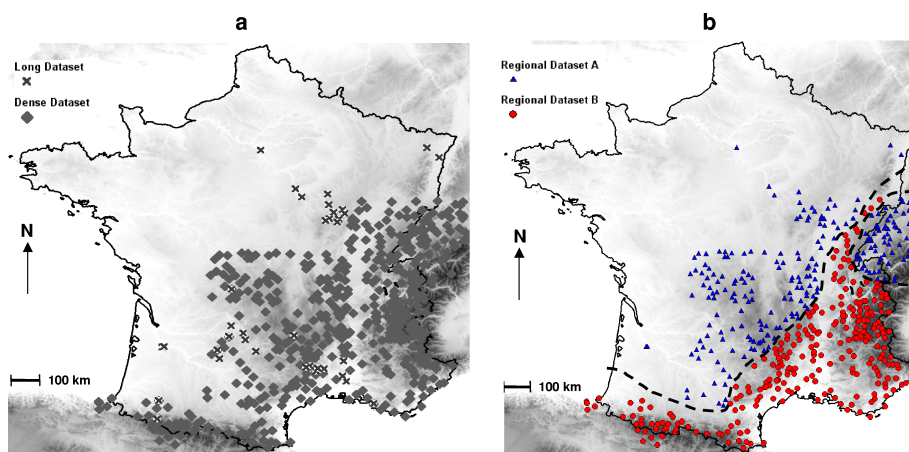 a
Long Dataset
Dense Dataset
N
100 km
b
Regional Dataset A
Regional Dataset B
N
100 km